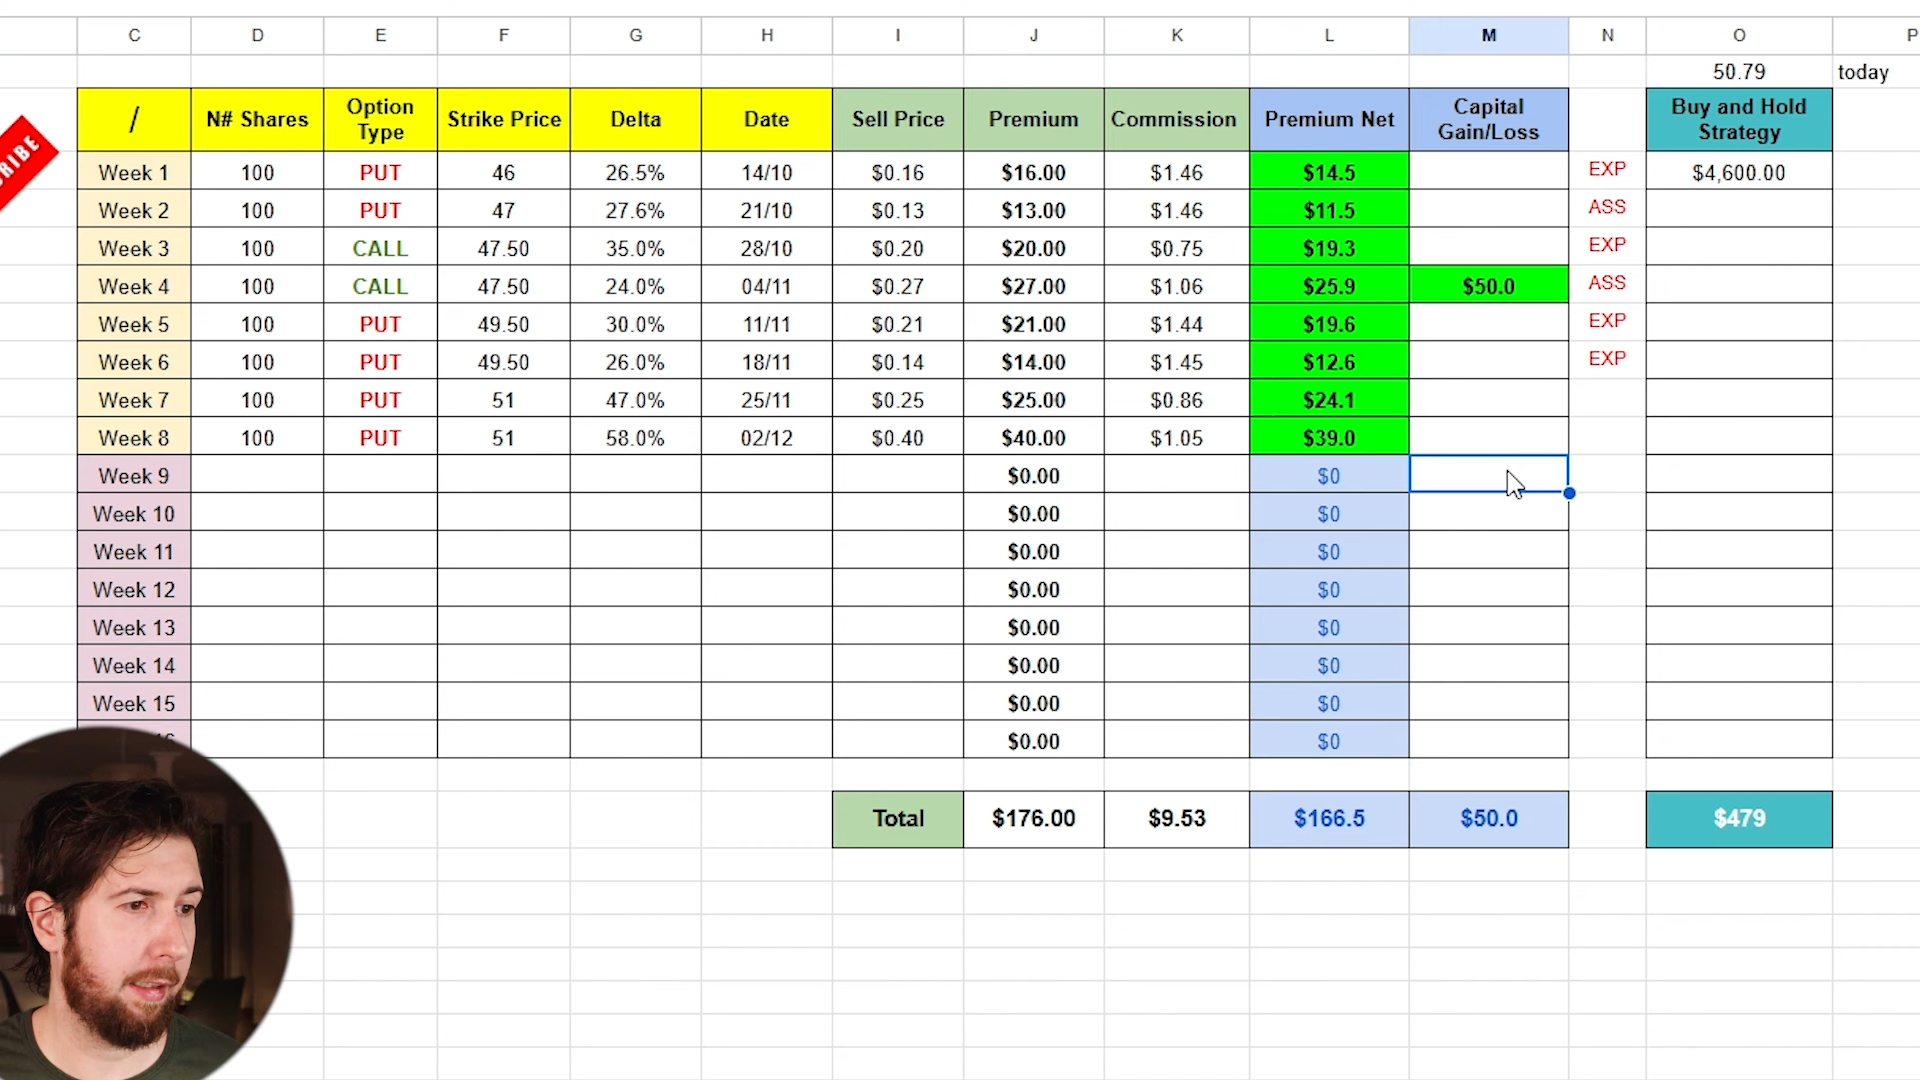 C D E F G H I J K L M N O P
50.79 today
/ N# Shares Option Type Strike Price Delta Date Sell Price Premium Commission Premium Net Capital Gain/Loss Buy and Hold Strategy
Week 1 100 PUT 46 26.5% 14/10 $0.16 $16.00 $1.46 $14.5 EXP $4,600.00
Week 2 100 PUT 47 27.6% 21/10 $0.13 $13.00 $1.46 $11.5 ASS
Week 3 100 CALL 47.50 35.0% 28/10 $0.20 $20.00 $0.75 $19.3 EXP
Week 4 100 CALL 47.50 24.0% 04/11 $0.27 $27.00 $1.06 $25.9 $50.0 ASS
Week 5 100 PUT 49.50 30.0% 11/11 $0.21 $21.00 $1.44 $19.6 EXP
Week 6 100 PUT 49.50 26.0% 18/11 $0.14 $14.00 $1.45 $12.6 EXP
Week 7 100 PUT 51 47.0% 25/11 $0.25 $25.00 $0.86 $24.1
Week 8 100 PUT 51 58.0% 02/12 $0.40 $40.00 $1.05 $39.0
Week 9 $0.00 $0
Week 10 $0.00 $0
Week 11 $0.00 $0
Week 12 $0.00 $0
Week 13 $0.00 $0
Week 14 $0.00 $0
Week 15 $0.00 $0
$0.00 $0
Total $176.00 $9.53 $166.5 $50.0 $479